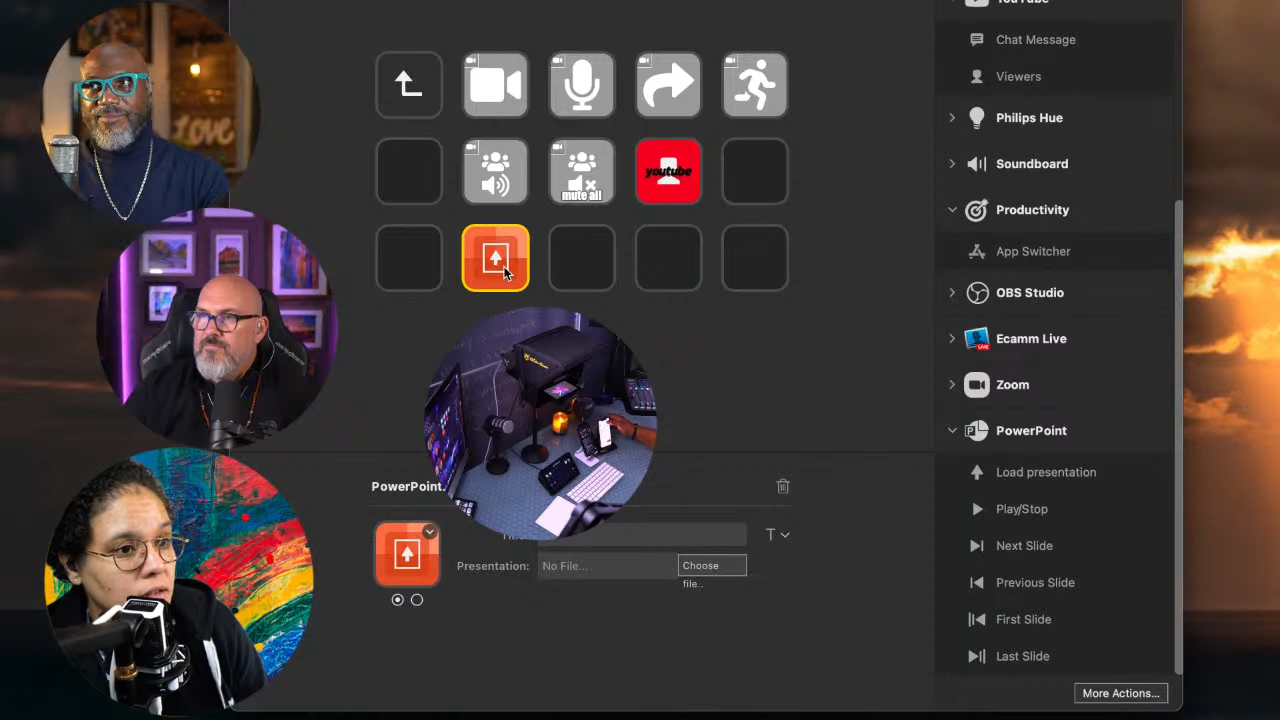 YouTube
Chat Message
Viewers
Philips Hue
Soundboard
Productivity
App Switcher
OBS Studio
Ecamm Live
LIVE
Zoom
PowerPoint
Load presentation
Play/Stop
Next Slide
Previous Slide
First Slide
Last Slide
More Actions...
mute all
youtube
Love
PowerPoint
T
Presentation:
No File...
Choose
file..